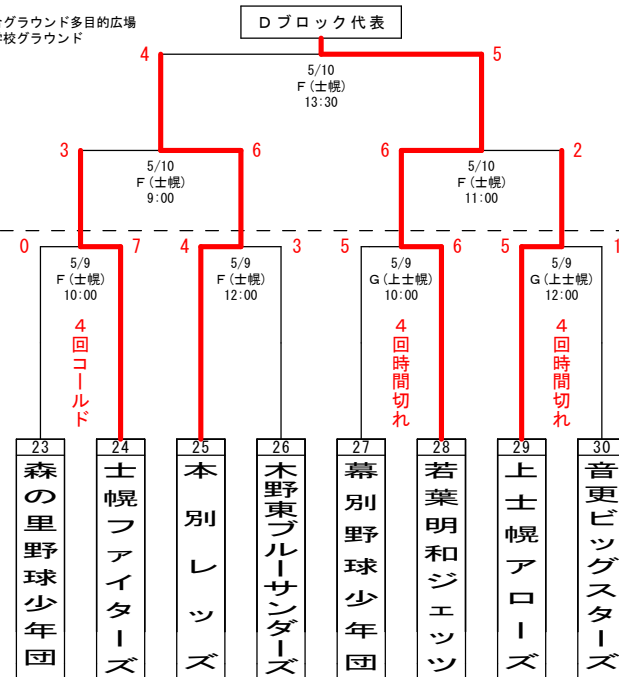 グラウンド多目的広場
学校グラウンド
Dブロック代表
4
5
5/10
F(士幌)
13:30
3
6
6
2
5/10
F(士幌)
9:00
5/10
F(士幌)
11:00
0
7
4
3
5
6
5
1
5/9
F(士幌)
10:00
5/9
F(士幌)
12:00
5/9
G(上士幌)
10:00
5/9
G(上士幌)
12:00
4回コールド
4回時間切れ
4回時間切れ
23
森の里野球少年団
24
士幌ファイターズ
25
本別レッズ
26
木野東ブルーサンダーズ
27
幕別野球少年団
28
若葉明和ジェッツ
29
上士幌アローズ
30
音更ビッグスターズ